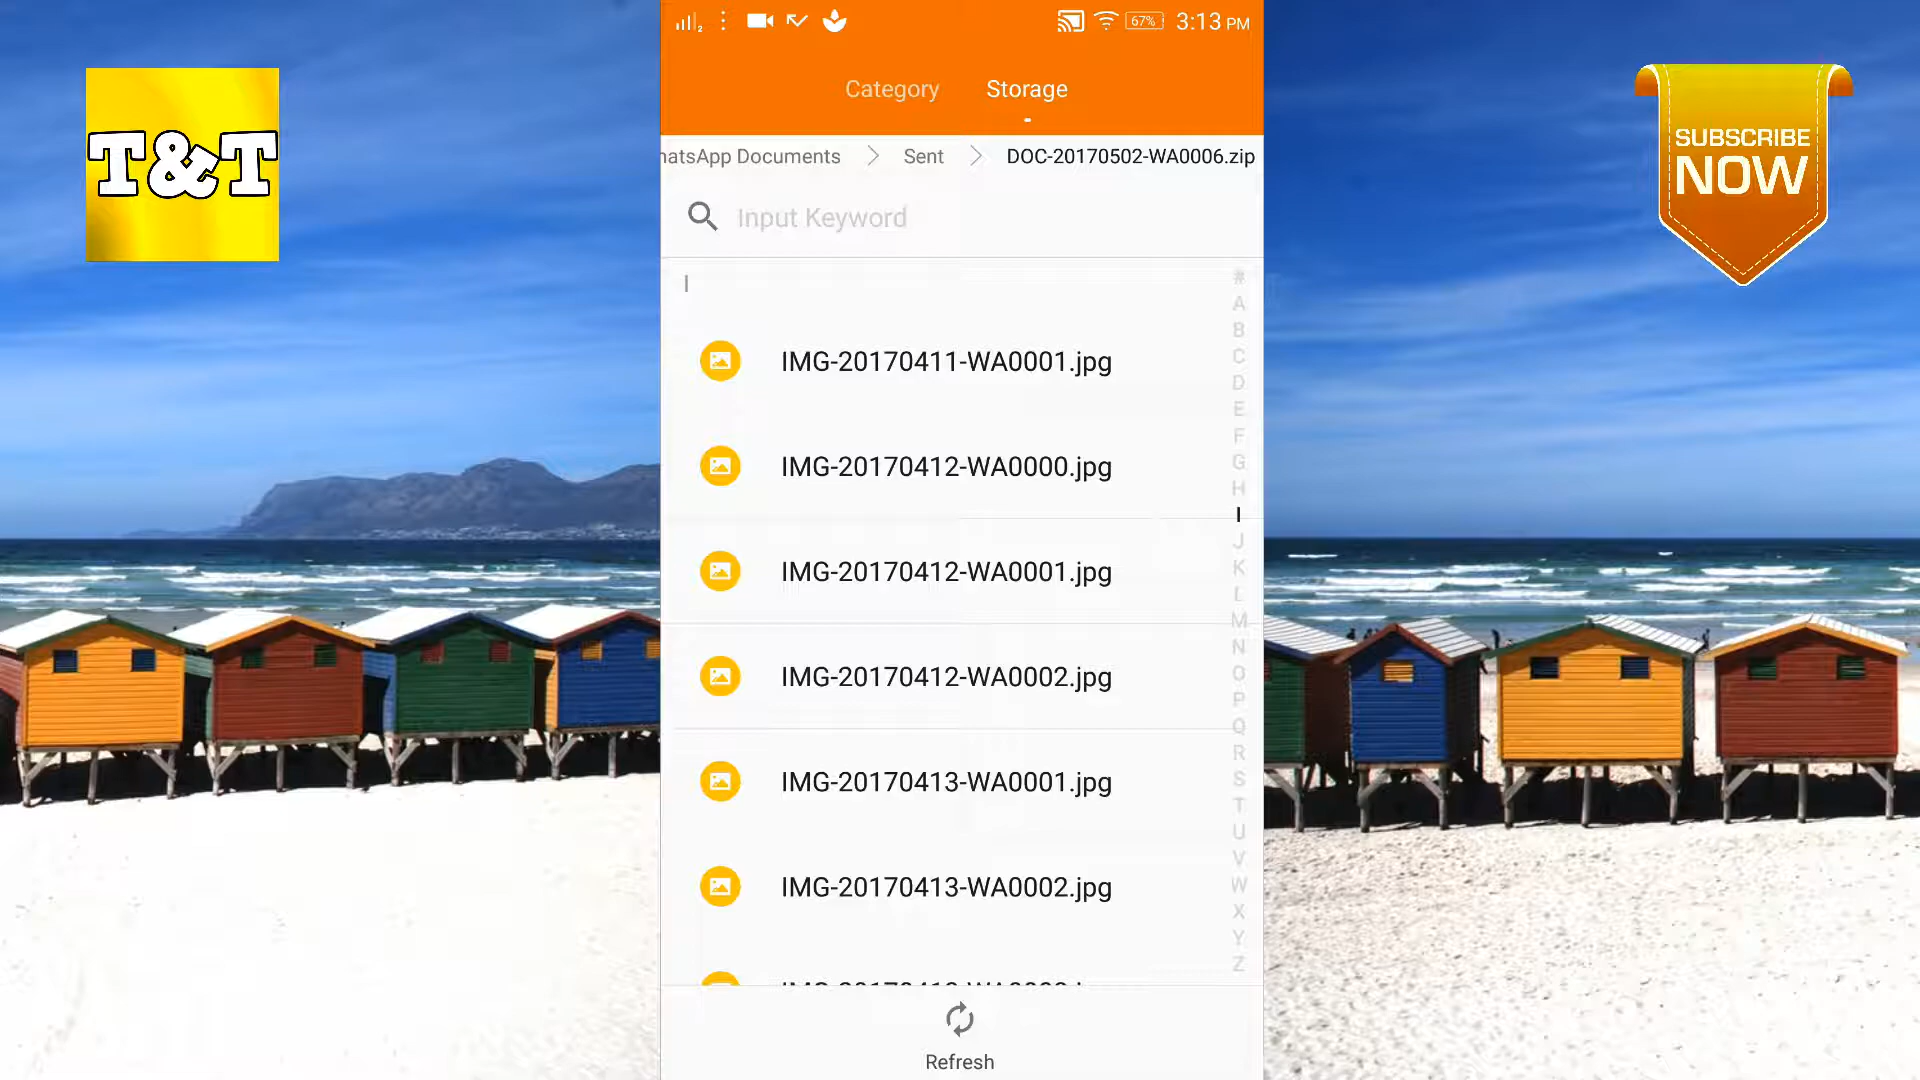 T&T
SUBSCRIBE
NOW
2
67%
3:13 PM
Category
Storage
hatsApp Documents
Sent
DOC-20170502-WA0006.zip
Input Keyword
I
IMG-20170411-WA0001.jpg
IMG-20170412-WA0000.jpg
IMG-20170412-WA0001.jpg
IMG-20170412-WA0002.jpg
IMG-20170413-WA0001.jpg
IMG-20170413-WA0002.jpg
#
A
B
C
D
E
F
G
H
I
J
K
L
M
N
O
P
Q
R
S
T
U
V
W
X
Y
Z
Refresh